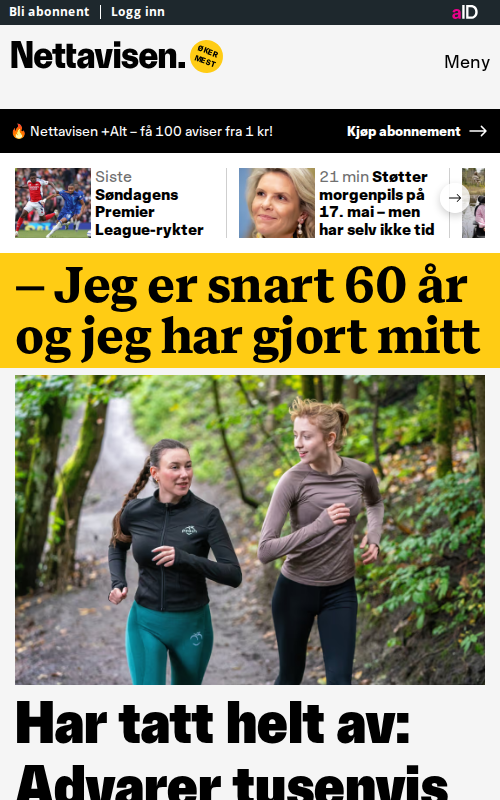 Bli abonnent
Logg inn
aID
Nettavisen.
ØKER
MEST
Meny
🔥 Nettavisen +Alt – få 100 aviser fra 1 kr!
Kjøp abonnement →
Siste
Søndagens
Premier
League-rykter
21 min Støtter
morgenpils på
17. mai – men
har selv ikke tid
– Jeg er snart 60 år
og jeg har gjort mitt
Har tatt helt av:
Advarer tusenvis